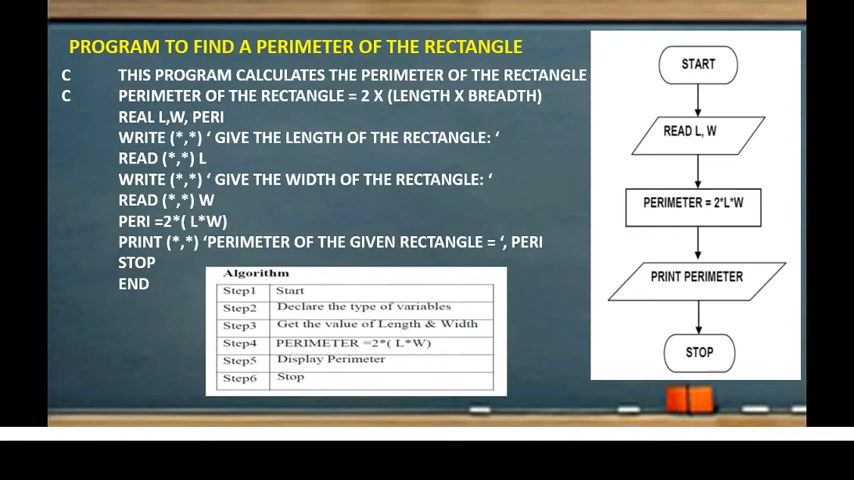 PROGRAM TO FIND A PERIMETER OF THE RECTANGLE
C THIS PROGRAM CALCULATES THE PERIMETER OF THE RECTANGLE
C PERIMETER OF THE RECTANGLE = 2 X (LENGTH X BREADTH)
REAL L,W, PERI
WRITE (*,*) ‘ GIVE THE LENGTH OF THE RECTANGLE: ‘
READ (*,*) L
WRITE (*,*) ‘ GIVE THE WIDTH OF THE RECTANGLE: ‘
READ (*,*) W
PERI =2*( L*W)
PRINT (*,*) ‘PERIMETER OF THE GIVEN RECTANGLE = ‘, PERI
STOP
END
Algorithm
Step1 Start
Step2 Declare the type of variables
Step3 Get the value of Length & Width
Step4 PERIMETER =2*( L*W)
Step5 Display Perimeter
Step6 Stop
START
READ L, W
PERIMETER = 2*L*W
PRINT PERIMETER
STOP